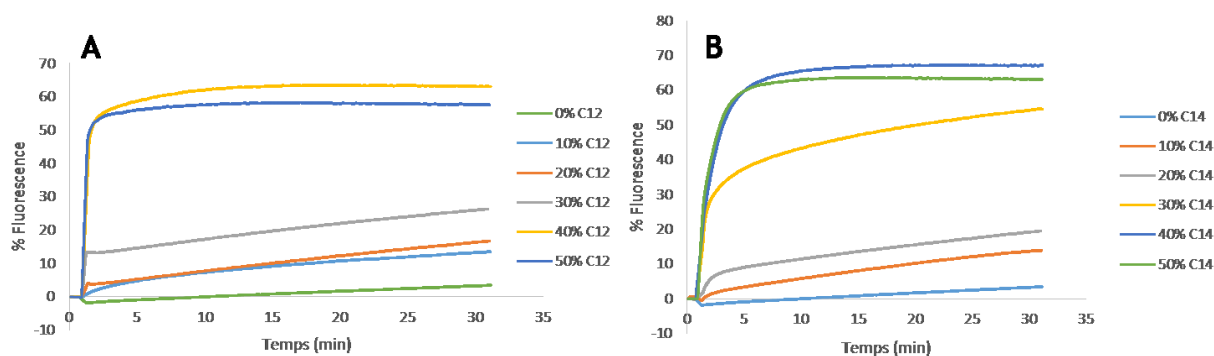 A
% Fluorescence
70
60
50
40
30
20
10
0
-10
0 5 10 15 20 25 30 35
Temps (min)
0% C12
10% C12
20% C12
30% C12
40% C12
50% C12
B
% Fluorescence
80
70
60
50
40
30
20
10
0
-10
0 5 10 15 20 25 30 35
Temps (min)
0% C14
10% C14
20% C14
30% C14
40% C14
50% C14